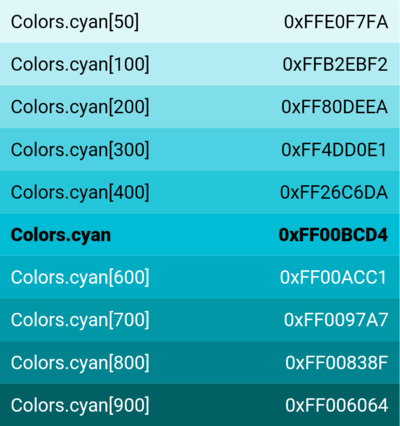 Colors.cyan[50] 0xFFE0F7FA
Colors.cyan[100] 0xFFB2EBF2
Colors.cyan[200] 0xFF80DEEA
Colors.cyan[300] 0xFF4DD0E1
Colors.cyan[400] 0xFF26C6DA
Colors.cyan 0xFF00BCD4
Colors.cyan[600] 0xFF00ACC1
Colors.cyan[700] 0xFF0097A7
Colors.cyan[800] 0xFF00838F
Colors.cyan[900] 0xFF006064